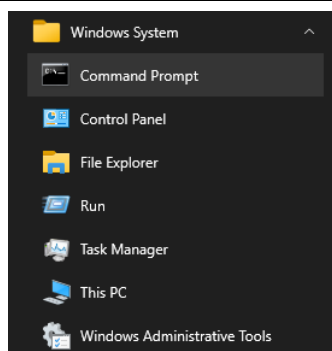 Windows System
Command Prompt
Control Panel
File Explorer
Run
Task Manager
This PC
Windows Administrative Tools